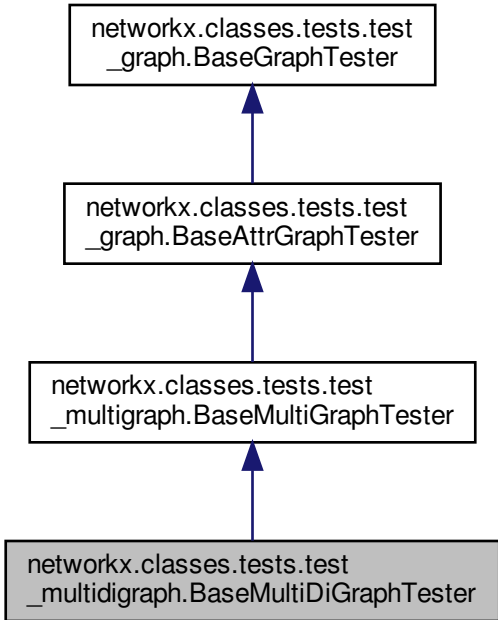 networkx.classes.tests.test
_graph.BaseGraphTester
networkx.classes.tests.test
_graph.BaseAttrGraphTester
networkx.classes.tests.test
_multigraph.BaseMultiGraphTester
networkx.classes.tests.test
_multidigraph.BaseMultiDiGraphTester